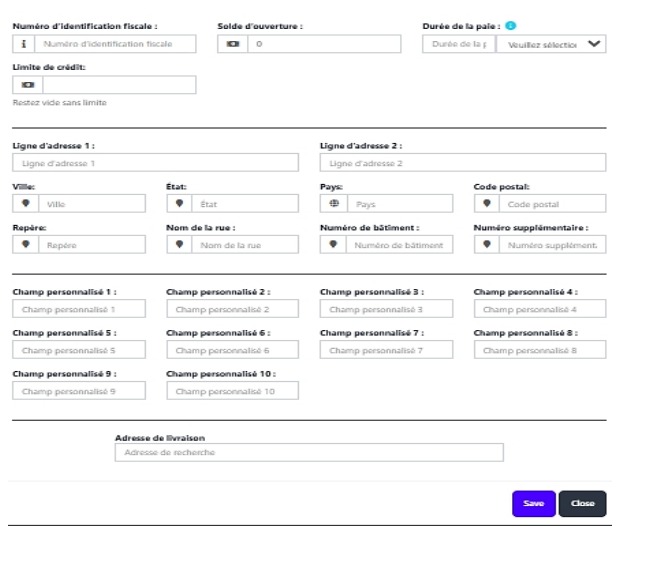 Numéro d'identification fiscale : Solde d'ouverture : Durée de la paie : i
i Numéro d'identification fiscale 0 Durée de la p Veuillez sélection
Limite de crédit:
Restez vide sans limite
Ligne d'adresse 1 : Ligne d'adresse 2 :
Ligne d'adresse 1 Ligne d'adresse 2
Ville: État: Pays: Code postal:
Ville État Pays Code postal
Repère: Nom de la rue : Numéro de bâtiment : Numéro supplémentaire :
Repère Nom de la rue Numéro de bâtiment Numéro supplément.
Champ personnalisé 1 : Champ personnalisé 2 : Champ personnalisé 3 : Champ personnalisé 4 :
Champ personnalisé 1 Champ personnalisé 2 Champ personnalisé 3 Champ personnalisé 4
Champ personnalisé 5 : Champ personnalisé 6 : Champ personnalisé 7 : Champ personnalisé 8 :
Champ personnalisé 5 Champ personnalisé 6 Champ personnalisé 7 Champ personnalisé 8
Champ personnalisé 9 : Champ personnalisé 10 :
Champ personnalisé 9 Champ personnalisé 10
Adresse de livraison
Adresse de recherche
Save Close